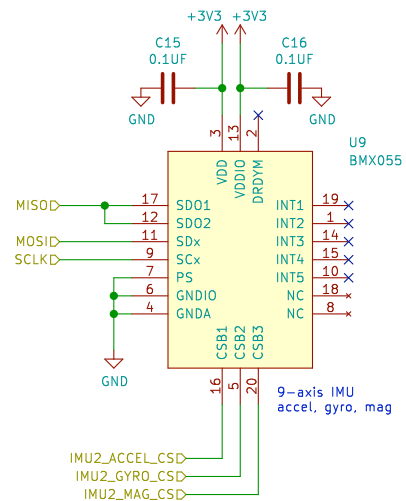 +3V3 +3V3
C15 C16
0.1UF 0.1UF
GND GND
3 13 2
U9
BMX055
VDD VDDIO DRDYM
MISO 17 SDO1 INT1 19
12 SDO2 INT2 1
MOSI 11 SDx INT3 14
SCLK 9 SCx INT4 15
7 PS INT5 10
6 GNDIO NC 18
4 GNDA NC 8
CSB1 CSB2 CSB3
GND
16 5 20
9-axis IMU
accel, gyro, mag
IMU2_ACCEL_CS
IMU2_GYRO_CS
IMU2_MAG_CS